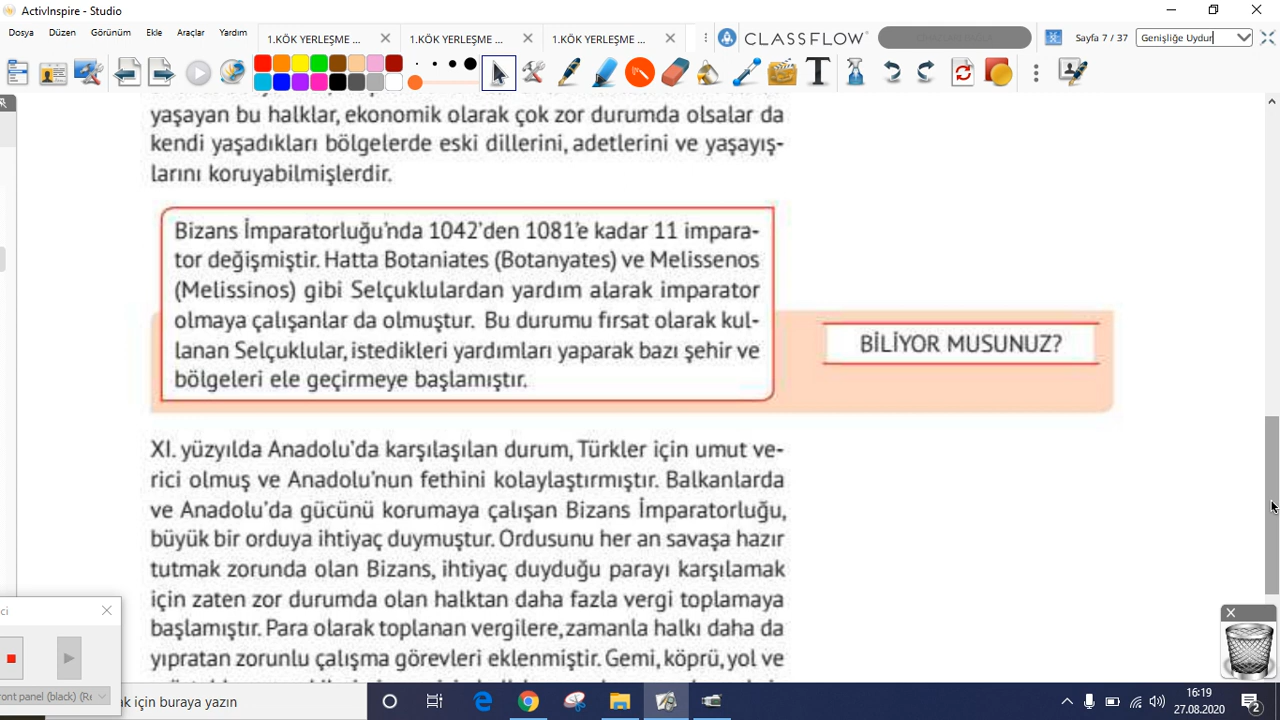 ActivInspire - Studio
Dosya Düzen Görünüm Ekle Araçlar Yardım
1.KÖK YERLEŞME ...
1.KÖK YERLEŞME ...
1.KÖK YERLEŞME ...
CLASSFLOW
Sayfa 7 / 37
Genişliğe Uydur
yaşayan bu halklar, ekonomik olarak çok zor durumda olsalar da
kendi yaşadıkları bölgelerde eski dillerini, adetlerini ve yaşayış-
larını koruyabilmişlerdir.
Bizans İmparatorluğu'nda 1042'den 1081'e kadar 11 impara-
tor değişmiştir. Hatta Botaniates (Botanyates) ve Melissenos
(Melissinos) gibi Selçuklulardan yardım alarak imparator
olmaya çalışanlar da olmuştur. Bu durumu fırsat olarak kul-
lanan Selçuklular, istedikleri yardımları yaparak bazı şehir ve
bölgeleri ele geçirmeye başlamıştır.
BİLİYOR MUSUNUZ?
XI. yüzyılda Anadolu'da karşılaşılan durum, Türkler için umut ve-
rici olmuş ve Anadolu'nun fethini kolaylaştırmıştır. Balkanlarda
ve Anadolu'da gücünü korumaya çalışan Bizans İmparatorluğu,
büyük bir orduya ihtiyaç duymuştur. Ordusunu her an savaşa hazır
tutmak zorunda olan Bizans, ihtiyaç duyduğu parayı karşılamak
için zaten zor durumda olan halktan daha fazla vergi toplamaya
başlamıştır. Para olarak toplanan vergilere, zamanla halkı daha da
yıpratan zorunlu çalışma görevleri eklenmiştir. Gemi, köprü, yol ve
ci
ront panel (black) (Re
ak için buraya yazın
16:19
27.08.2020
2